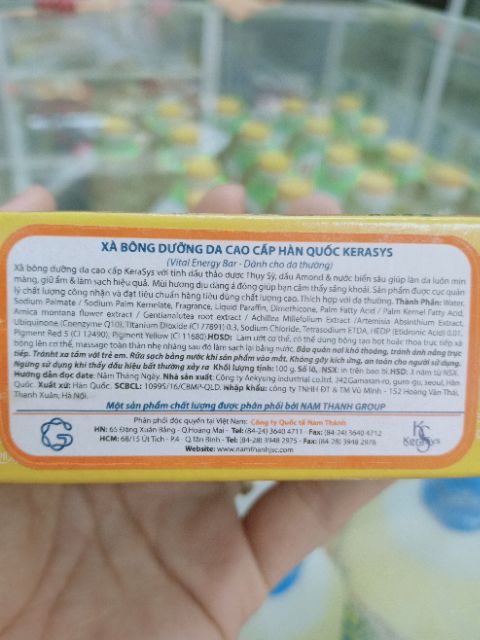 XÀ BÔNG DƯỠNG DA CAO CẤP HÀN QUỐC KERASYS
(Vital Energy Bar - Dành cho da thường)
Xà bông dưỡng da cao cấp KeraSys với tinh dầu thảo dược Thụy Sỹ, dầu Amond & nước biển sâu giúp làn da luôn mịn
màng, giữ ẩm & làm sạch hiệu quả. Mùi hương dịu dàng á đông giúp bạn cảm thấy sảng khoái. Sản phẩm được cục quản
lý chất lượng công nhận và đạt tiêu chuẩn hàng tiêu dùng chất lượng cao. Thích hợp với da thường. Thành Phần: Water,
Sodium Palmate / Sodium Palm Kernelate, Fragrance, Liquid Paraffin, Dimethicone, Palm Fatty Acid / Palm Kernel Fatty Acid,
Arnica montana flower extract / Gentianalutea root extract / Achillea Millefolium Extract /Artemisia Absinthium Extract,
Ubiquinone (Coenzyme Q10), Titanium Dioxide (CI 77891) 0.3, Sodium Chloride, Tetrasodium ETDA, HEDP (Etidronic Acid) 0.01,
Pigment Red 5 (CI 12490), Pigment Yellow (CI 11680).HDSD: Làm ướt cơ thể, có thể dùng bông tạo bọt hoặc thoa trực tiếp xà
bông lên cơ thể, massage toàn thân nhẹ nhàng sau đó làm sạch lại bằng nước. Bảo quản nơi khô thoáng, tránh ánh nắng trực
tiếp. Tránh xa tầm với trẻ em. Rửa sạch bằng nước khi sản phẩm vào mắt. Không gây kích ứng, an toàn cho người sử dụng.
Ngừng sử dụng khi thấy dấu hiệu bất thường xảy ra Khối lượng tịnh: 100 g. Số lô, NSX: in trên bao bì. HSD: 3 năm từ NSX.
Hướng dẫn đọc date: Năm Tháng Ngày. Nhà sản xuất: Công ty Aekyung industrial co.ltd. 342Gamasan-ro, guro-gu, seoul, Hàn
Quốc. Xuất xứ: Hàn Quốc. SCBCL: 10995/16/CBMP-QLD. Nhập khẩu: công ty TNHH ĐT & TM Vũ Minh - 152 Hoàng Văn Thái,
Thanh Xuân, Hà Nội.
Một sản phẩm chất lượng được phân phối bởi NAM THANH GROUP
Phân phối độc quyền tại Việt Nam: Công ty Quốc tế Nam Thành
HN: 65 Đặng Xuân Bảng - Q.Hoàng Mai - Tel: (84-24) 3640 4711 - Fax: (84-24) 3640 4712
HCM: 68/15 Út Tịch - P.4 - Q.Tân Bình - Tel: (84-28) 3948 2975 - Fax: (84-28) 3948 2976
Website: www.namthanhjsc.com
KS
KeraSys